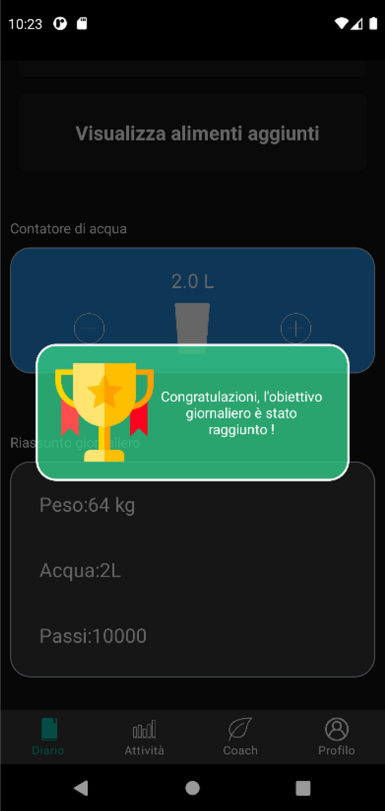 10:23
Visualizza alimenti aggiunti
Contatore di acqua
2.0 L
Congratulazioni, l'obiettivo
giornaliero è stato
raggiunto !
Riassunto giornaliero
Peso:64 kg
Acqua:2L
Passi:10000
Diario
Attività
Coach
Profilo